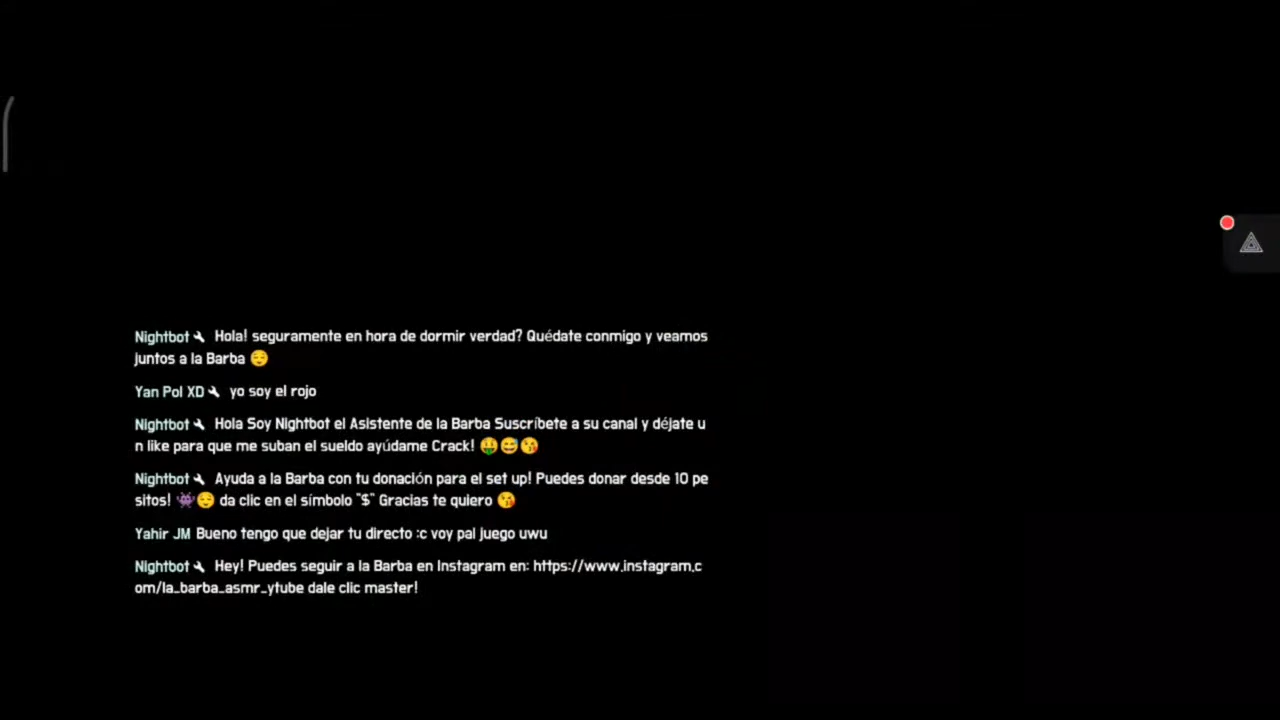 Nightbot Hola! seguramente en hora de dormir verdad? Quédate conmigo y veamos
juntos a la Barba 😌
Yan Pol XD yo soy el rojo
Nightbot Hola Soy Nightbot el Asistente de la Barba Suscríbete a su canal y déjate u
n like para que me suban el sueldo ayúdame Crack! 🤑😅😘
Nightbot Ayuda a la Barba con tu donación para el set up! Puedes donar desde 10 pe
sitos! 👾😌 da clic en el símbolo "$" Gracias te quiero 😘
Yahir JM Bueno tengo que dejar tu directo :c voy pal juego uwu
Nightbot Hey! Puedes seguir a la Barba en Instagram en: https://www.instagram.c
om/la_barba_asmr_ytube dale clic master!